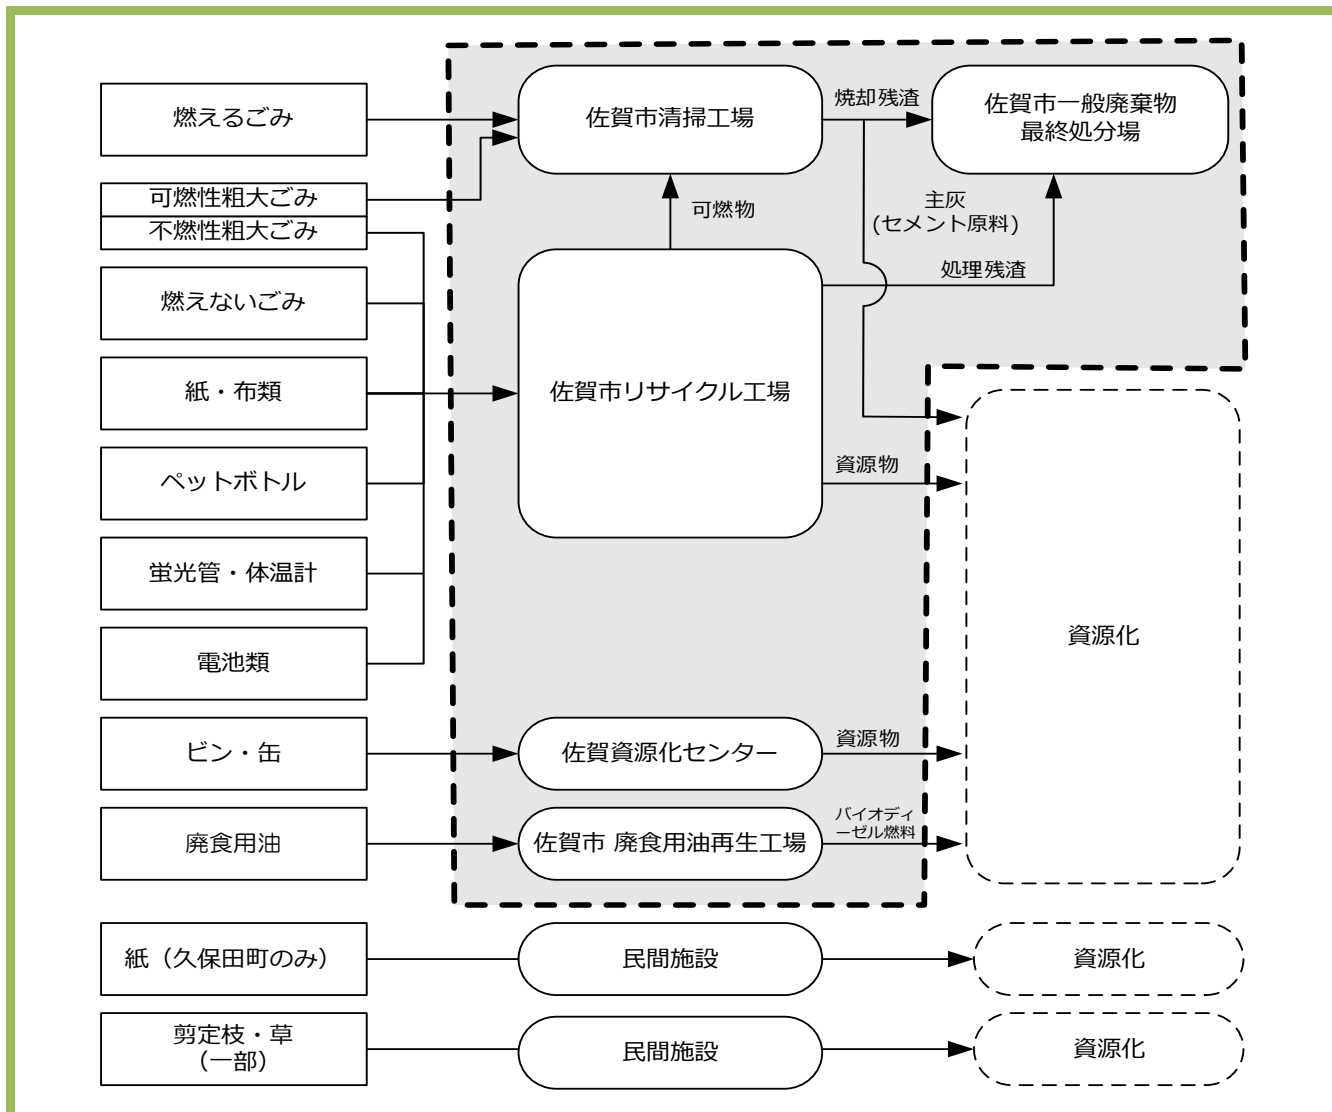 燃えるごみ
佐賀市清掃工場
焼却残渣
佐賀市一般廃棄物
最終処分場
可燃性粗大ごみ
不燃性粗大ごみ
可燃物
主灰
(セメント原料)
処理残渣
燃えないごみ
紙・布類
佐賀市リサイクル工場
ペットボトル
資源物
蛍光管・体温計
電池類
資源化
ビン・缶
佐賀資源化センター
資源物
廃食用油
佐賀市 廃食用油再生工場
バイオディ
ーゼル燃料
紙（久保田町のみ）
民間施設
資源化
剪定枝・草
（一部）
民間施設
資源化